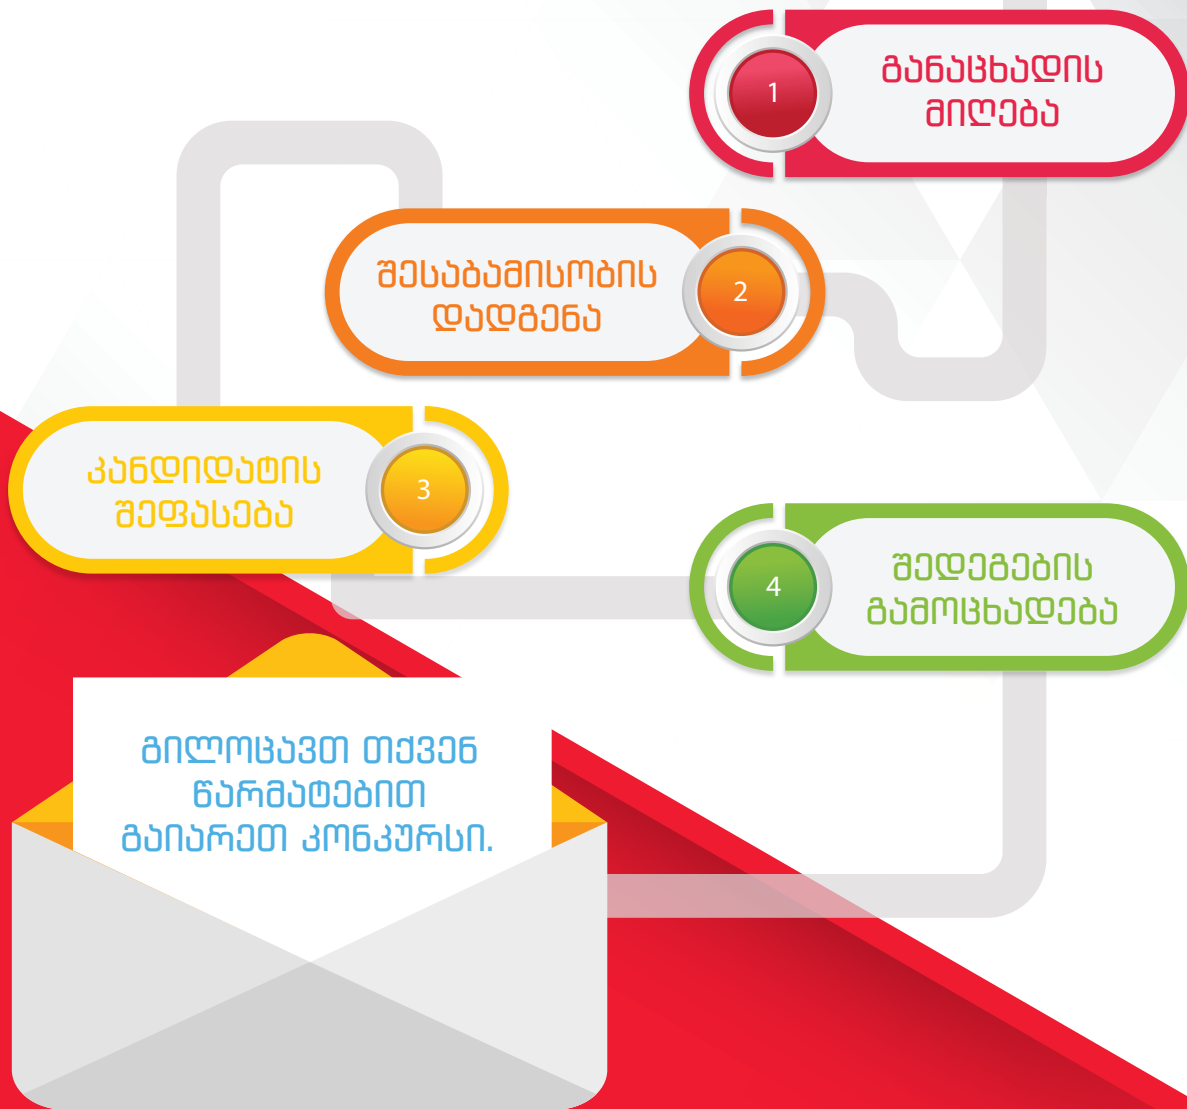 1
განაცხადის
მიღება
შესაბამისობის
დადგენა
2
კანდიდატის
შეფასება
3
4
შედეგების
გამოცხადება
გილოცავთ თქვენ
წარმატებით
გაიარეთ კონკურსი.